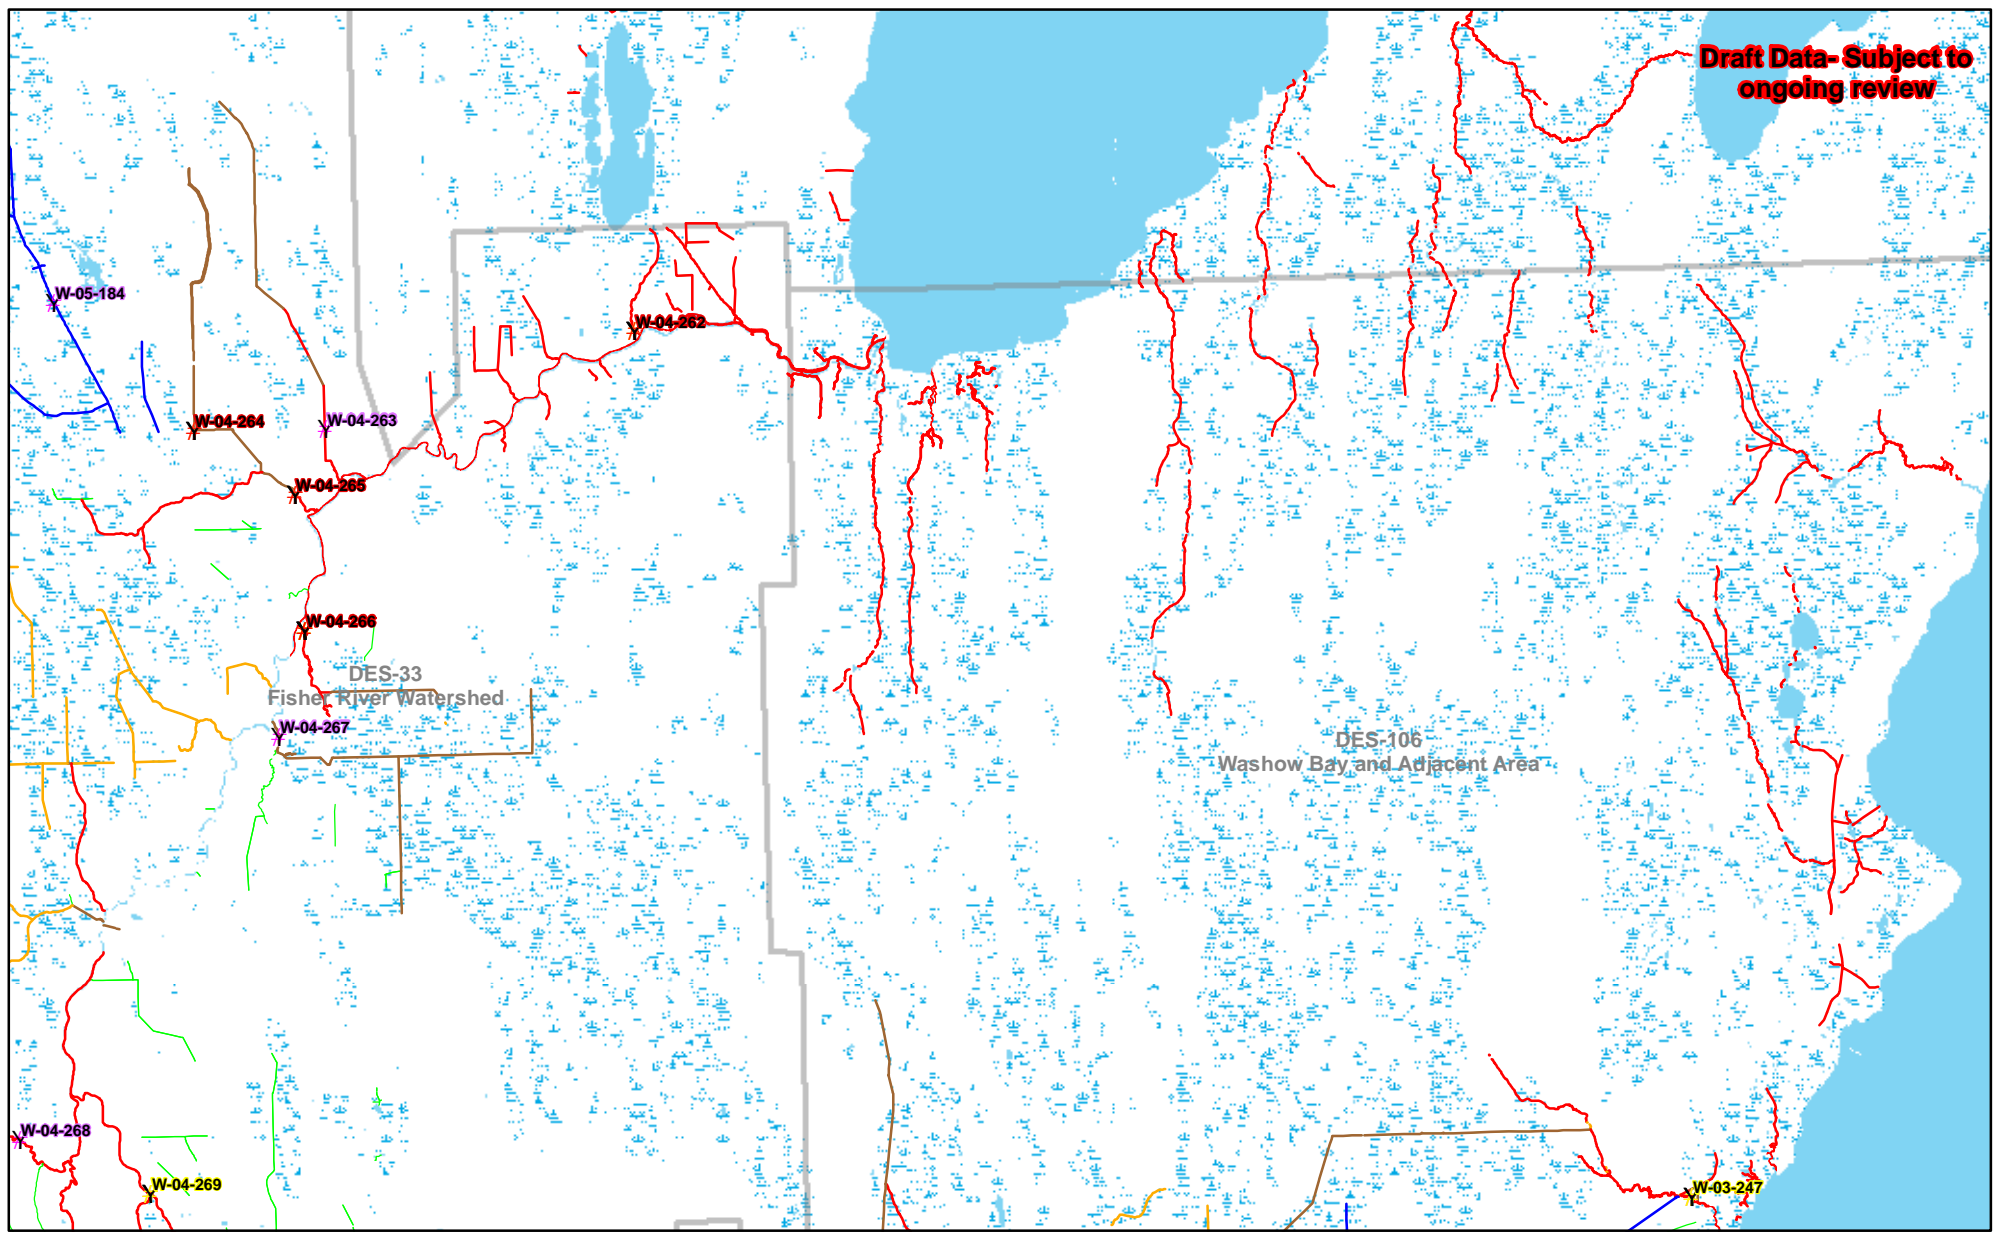 Draft Data- Subject to
ongoing review
W-05-184
W-04-262
W-04-264
W-04-263
W-04-265
W-04-266
DES-33
Fisher River Watershed
W-04-267
DES-106
Washow Bay and Adjacent Area
W-04-268
W-04-269
W-03-247